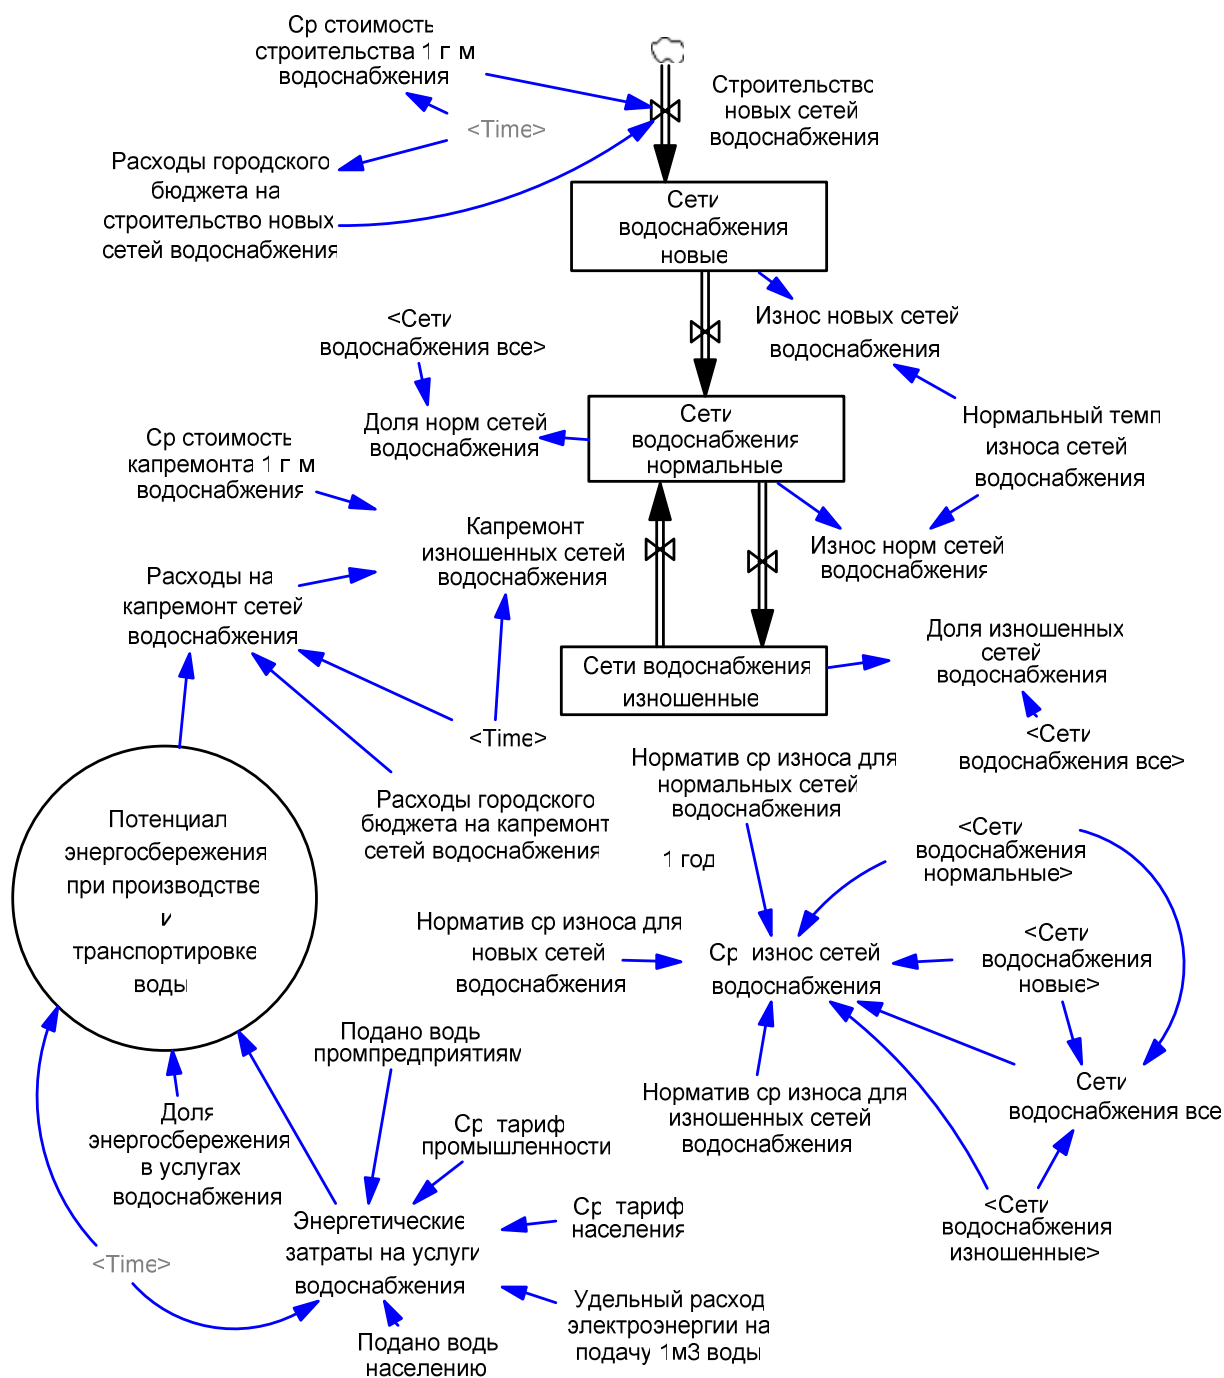 Ср стоимость
строительства 1 г м
водоснабжения
<Time>
Строительство
новых сетей
водоснабжения
Расходы городского
бюджета на
строительство новых
сетей водоснабжения
Сети
водоснабжения
новые
<Сети
водоснабжения все>
Износ новых сетей
водоснабжения
Доля норм сетей
водоснабжения
Сети
водоснабжения
нормальные
Нормальный темп
износа сетей
водоснабжения
Ср стоимость
капремонта 1 г м
водоснабжения
Капремонт
изношенных сетей
водоснабжения
Износ норм сетей
водоснабжения
Расходы на
капремонт сетей
водоснабжения
Сети водоснабжения
изношенные
Доля изношенных
сетей
водоснабжения
<Time>
<Сети
водоснабжения все>
Норматив ср износа для
нормальных сетей
водоснабжения
Расходы городского
бюджета на капремонт
сетей водоснабжения
1 год
<Сети
водоснабжения
нормальные>
Потенциал
энергосбережения
при производстве
и
транспортировке
воды
Норматив ср износа для
новых сетей
водоснабжения
Ср износ сетей
водоснабжения
<Сети
водоснабжения
новые>
Подано водь
промпредприятиям
Норматив ср износа для
изношенных сетей
водоснабжения
Сети
водоснабжения все
Доля
энергосбережения
в услугах
водоснабжения
Ср тариф
промышленности
Энергетические
затраты на услуги
водоснабжения
Ср тариф
населения
<Сети
водоснабжения
изношенные>
<Time>
Подано водь
населению
Удельный расход
электроэнергии на
подачу 1м3 воды